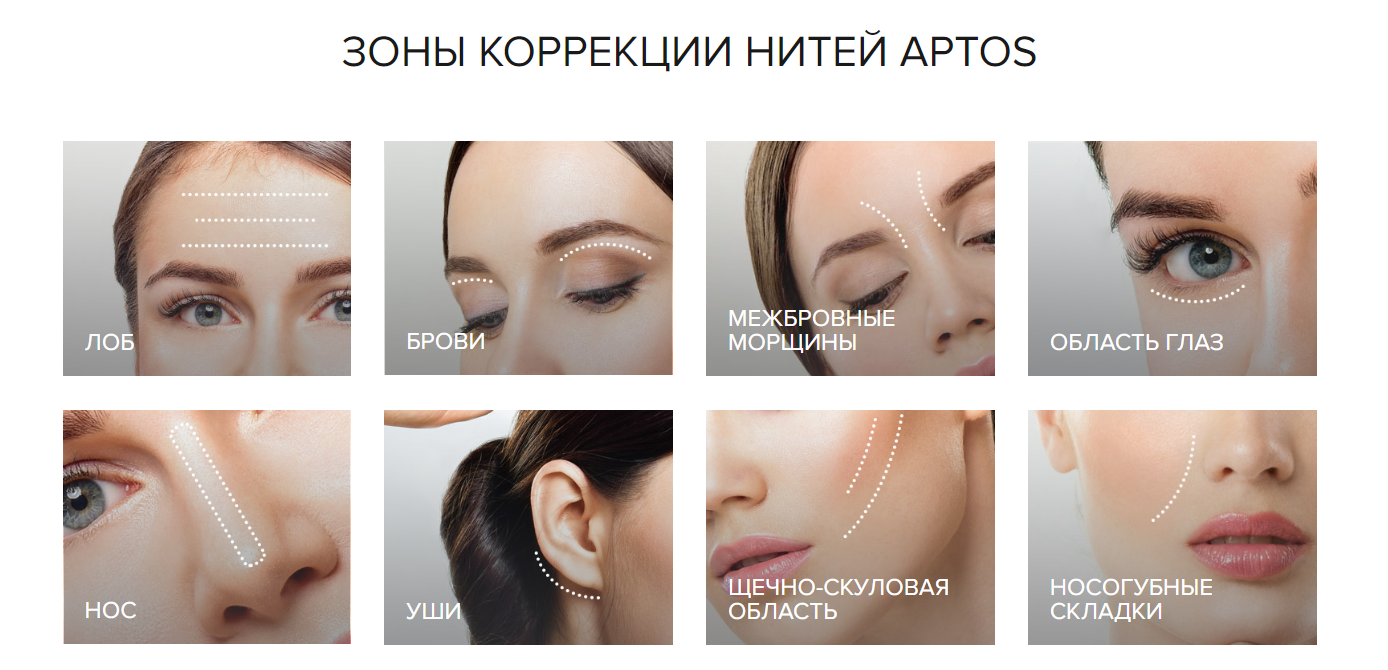 ЗОНЫ КОРРЕКЦИИ НИТЕЙ APTOS
ЛОБ
БРОВИ
МЕЖБРОВНЫЕ
МОРЩИНЫ
ОБЛАСТЬ ГЛАЗ
НОС
УШИ
ЩЕЧНО-СКУЛОВАЯ
ОБЛАСТЬ
НОСОГУБНЫЕ
СКЛАДКИ